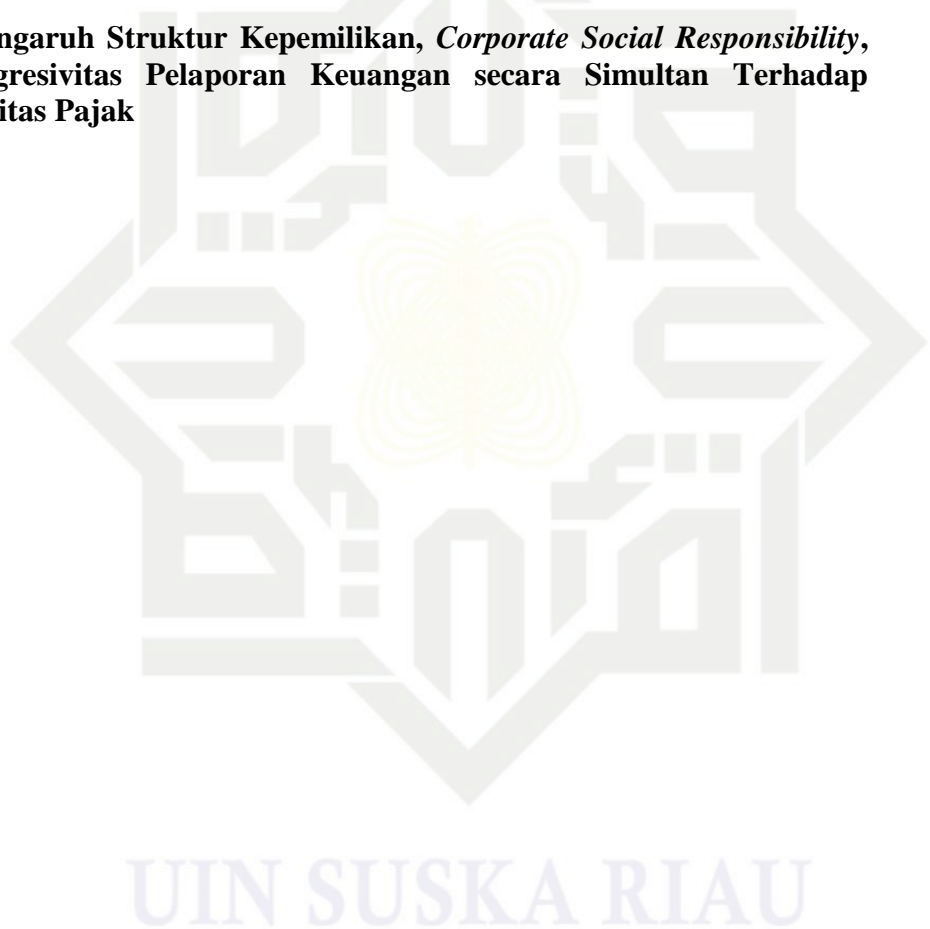 ngaruh Struktur Kepemilikan, Corporate Social Responsibility,
gresivitas Pelaporan Keuangan secara Simultan Terhadap
itas Pajak
UIN SUSKA RIAU